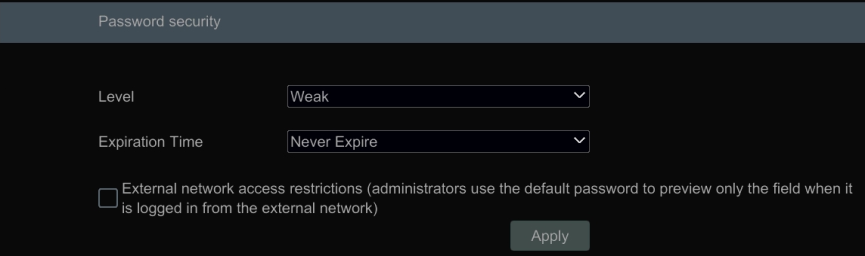 Password security
Level
Weak
Expiration Time
Never Expire
External network access restrictions (administrators use the default password to preview only the field when it
is logged in from the external network)
Apply